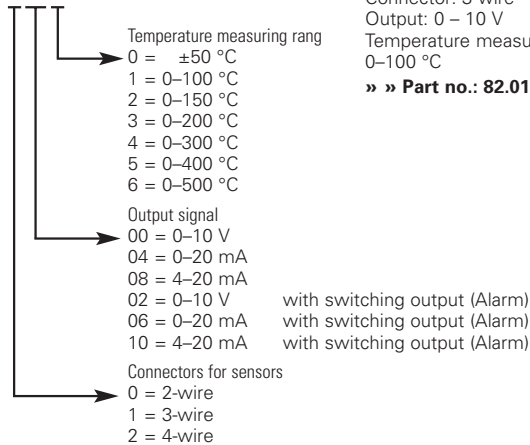 Temperature measuring rang
0 = ±50 °C
1 = 0–100 °C
2 = 0–150 °C
3 = 0–200 °C
4 = 0–300 °C
5 = 0–400 °C
6 = 0–500 °C
Output signal
00 = 0–10 V
04 = 0–20 mA
08 = 4–20 mA
02 = 0–10 V with switching output (Alarm)
06 = 0–20 mA with switching output (Alarm)
10 = 4–20 mA with switching output (Alarm)
Connectors for sensors
0 = 2-wire
1 = 3-wire
2 = 4-wire
Connector: 3-wire
Output: 0 – 10 V
Temperature measu
0–100 °C
» » Part no.: 82.01